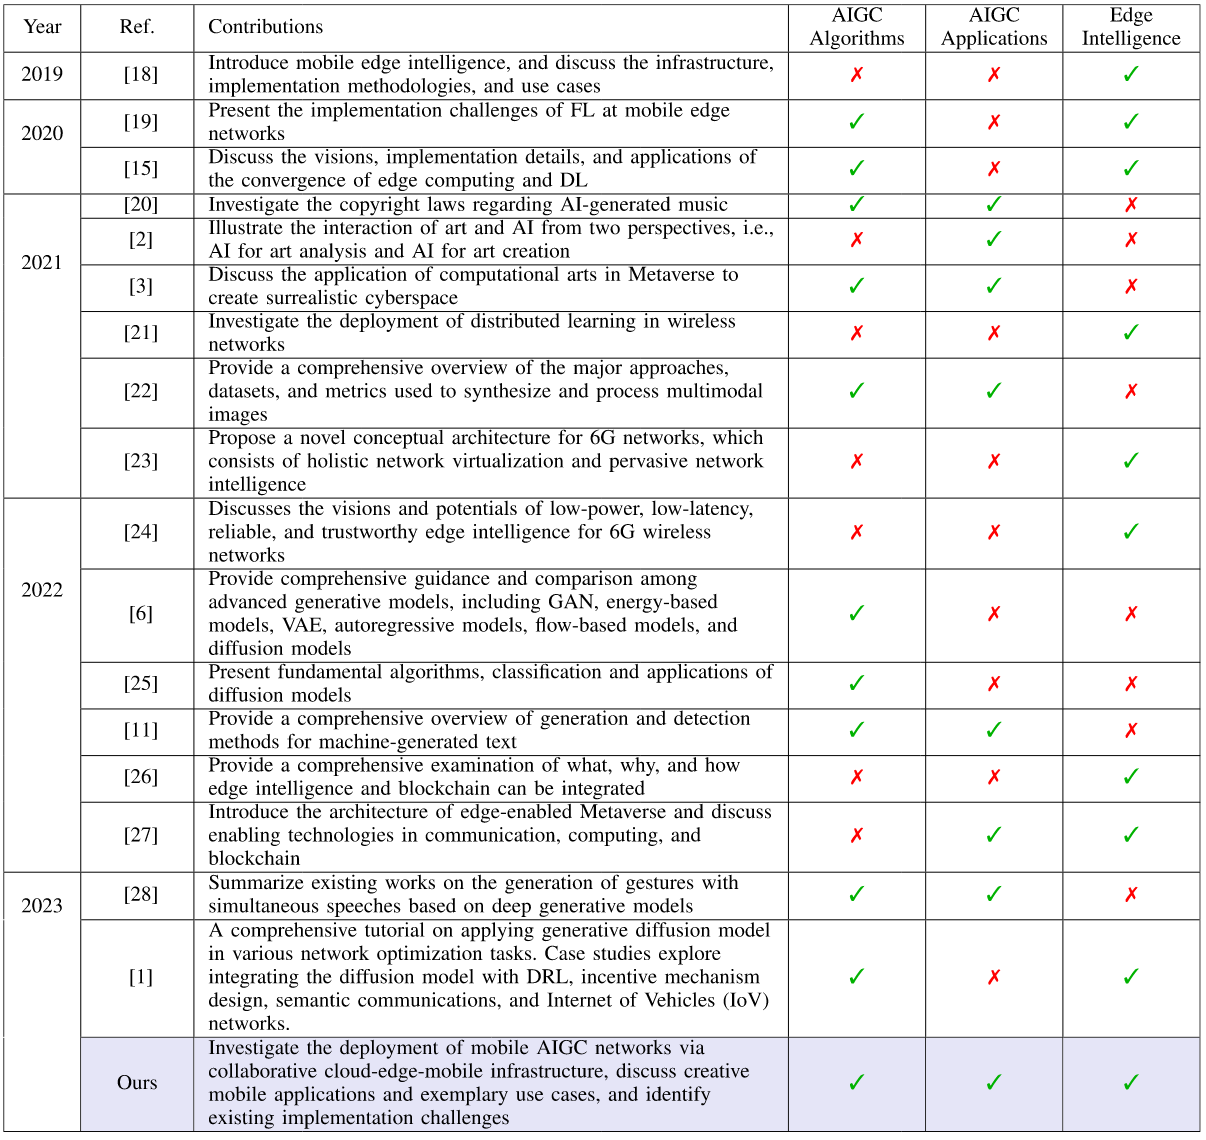 Year Ref. Contributions AIGC Algorithms AIGC Applications Edge Intelligence
2019 [18] Introduce mobile edge intelligence, and discuss the infrastructure,
implementation methodologies, and use cases ✗ ✗ ✓
2020 [19] Present the implementation challenges of FL at mobile edge
networks ✓ ✗ ✓
[15] Discuss the visions, implementation details, and applications of
the convergence of edge computing and DL ✓ ✗ ✓
2021 [20] Investigate the copyright laws regarding AI-generated music ✓ ✓ ✗
[2] Illustrate the interaction of art and AI from two perspectives, i.e.,
AI for art analysis and AI for art creation ✗ ✓ ✗
[3] Discuss the application of computational arts in Metaverse to
create surrealistic cyberspace ✓ ✓ ✗
[21] Investigate the deployment of distributed learning in wireless
networks ✗ ✗ ✓
[22] Provide a comprehensive overview of the major approaches,
datasets, and metrics used to synthesize and process multimodal
images ✓ ✓ ✗
[23] Propose a novel conceptual architecture for 6G networks, which
consists of holistic network virtualization and pervasive network
intelligence ✗ ✗ ✓
2022 [24] Discusses the visions and potentials of low-power, low-latency,
reliable, and trustworthy edge intelligence for 6G wireless
networks ✗ ✗ ✓
[6] Provide comprehensive guidance and comparison among
advanced generative models, including GAN, energy-based
models, VAE, autoregressive models, flow-based models, and
diffusion models ✓ ✗ ✗
[25] Present fundamental algorithms, classification and applications of
diffusion models ✓ ✗ ✗
[11] Provide a comprehensive overview of generation and detection
methods for machine-generated text ✓ ✓ ✗
[26] Provide a comprehensive examination of what, why, and how
edge intelligence and blockchain can be integrated ✗ ✗ ✓
[27] Introduce the architecture of edge-enabled Metaverse and discuss
enabling technologies in communication, computing, and
blockchain ✗ ✓ ✓
2023 [28] Summarize existing works on the generation of gestures with
simultaneous speeches based on deep generative models ✓ ✓ ✗
[1] A comprehensive tutorial on applying generative diffusion model
in various network optimization tasks. Case studies explore
integrating the diffusion model with DRL, incentive mechanism
design, semantic communications, and Internet of Vehicles (IoV)
networks. ✓ ✗ ✓
Ours Investigate the deployment of mobile AIGC networks via
collaborative cloud-edge-mobile infrastructure, discuss creative
mobile applications and exemplary use cases, and identify
existing implementation challenges ✓ ✓ ✓